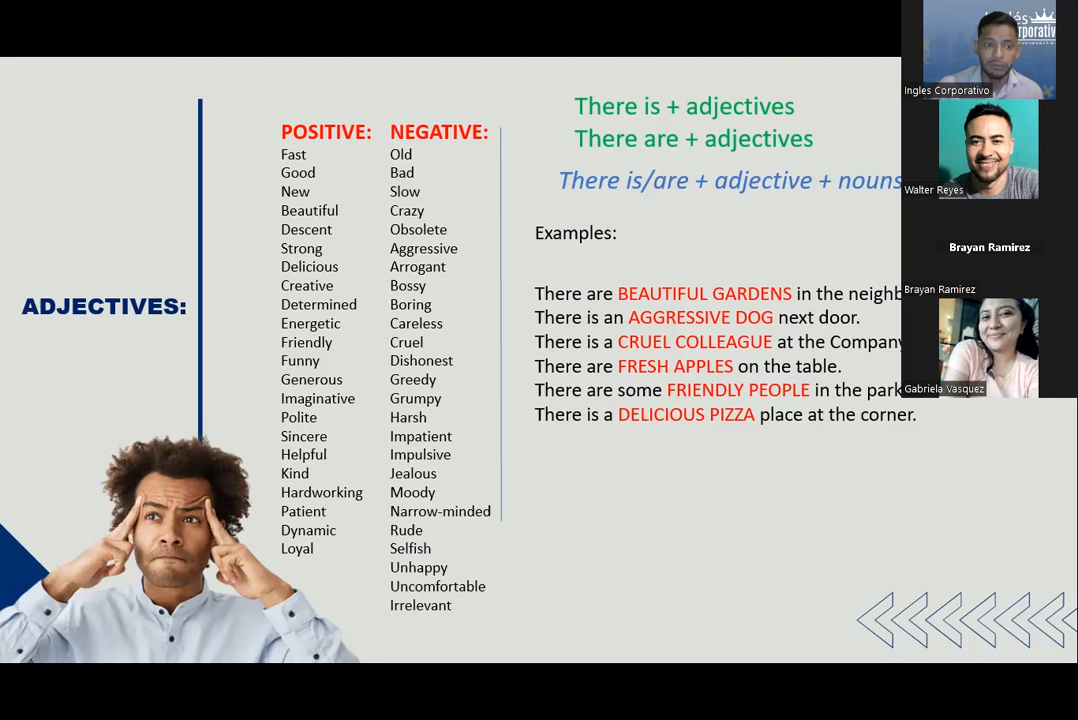 ADJECTIVES:
POSITIVE:
Fast
Good
New
Beautiful
Descent
Strong
Delicious
Creative
Determined
Energetic
Friendly
Funny
Generous
Imaginative
Polite
Sincere
Helpful
Kind
Hardworking
Patient
Dynamic
Loyal
NEGATIVE:
Old
Bad
Slow
Crazy
Obsolete
Aggressive
Arrogant
Bossy
Boring
Careless
Cruel
Dishonest
Greedy
Grumpy
Harsh
Impatient
Impulsive
Jealous
Moody
Narrow-minded
Rude
Selfish
Unhappy
Uncomfortable
Irrelevant
There is + adjectives
There are + adjectives
There is/are + adjective + nouns
Examples:
There are BEAUTIFUL GARDENS in the neighb
There is an AGGRESSIVE DOG next door.
There is a CRUEL COLLEAGUE at the Company
There are FRESH APPLES on the table.
There are some FRIENDLY PEOPLE in the park
There is a DELICIOUS PIZZA place at the corner.
Ingles Corporativo
Walter Reyes
Brayan Ramirez
Brayan Ramirez
Gabriela Vasquez